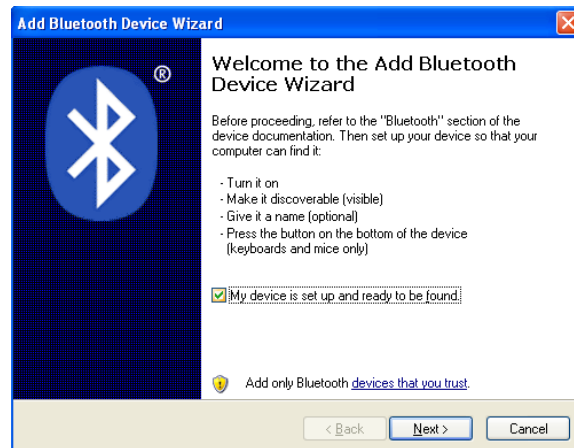 Add Bluetooth Device Wizard
®
Welcome to the Add Bluetooth
Device Wizard
Before proceeding, refer to the "Bluetooth" section of the
device documentation. Then set up your device so that your
computer can find it:
- Turn it on
- Make it discoverable (visible)
- Give it a name (optional)
- Press the button on the bottom of the device
(keyboards and mice only)
My device is set up and ready to be found.
Add only Bluetooth devices that you trust.
< Back
Next >
Cancel